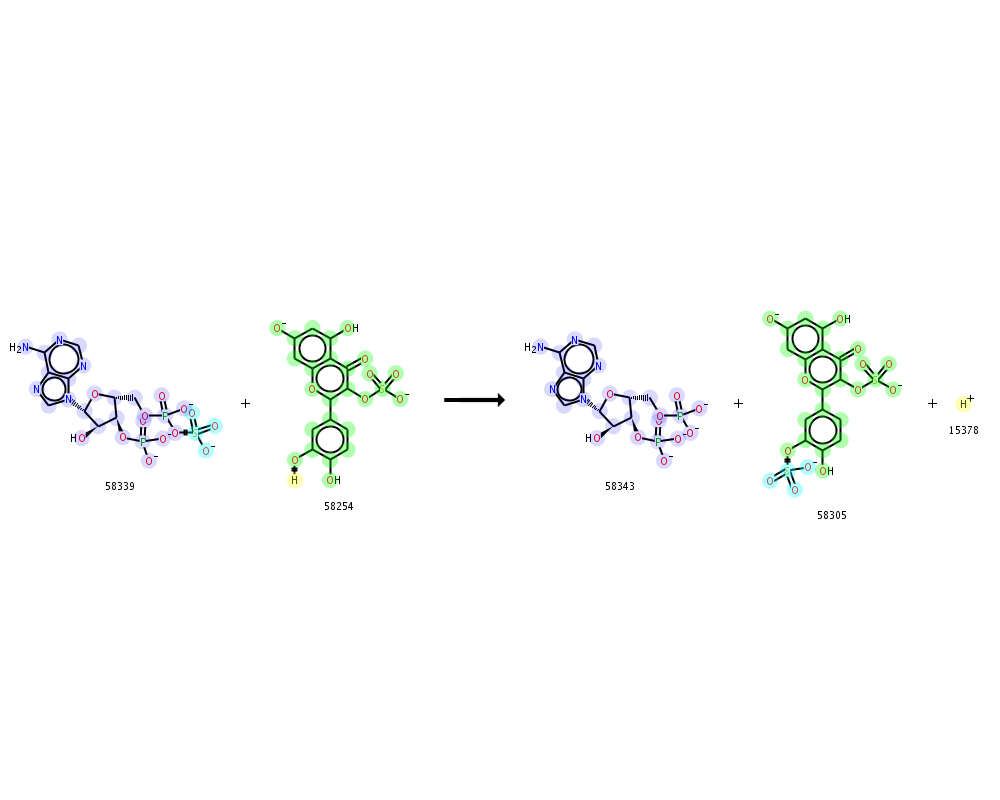 H₂N N N N N O HO O O P O⁻ O P O⁻ O⁻ O S O O O⁻
58339
+
O⁻ OH O O O S O O O⁻ O H OH
58254
+
H₂N N N N N O HO O O P O⁻ O⁻ O P O⁻ O⁻
58343
+
O⁻ OH O O O S O O O⁻ O S O O O⁻ OH
58305
+
H⁺
15378